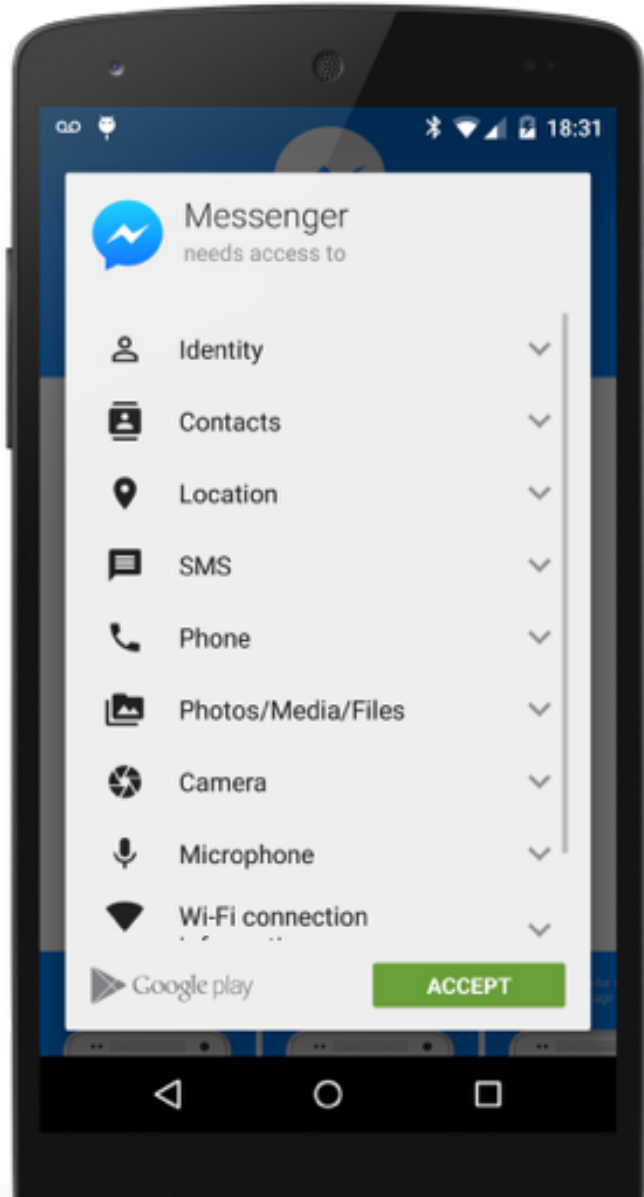 18:31
Messenger
needs access to
Identity
Contacts
Location
SMS
Phone
Photos/Media/Files
Camera
Microphone
Wi-Fi connection
Google play
ACCEPT